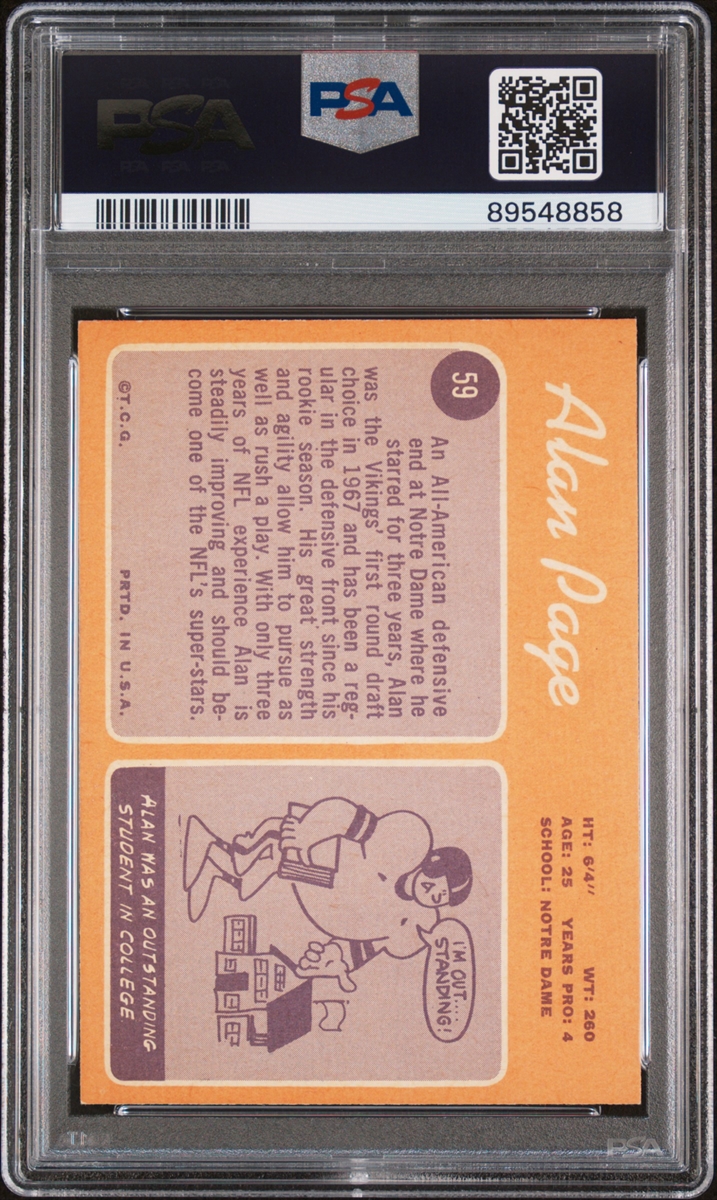 PSA
PSA
89548858
Alan Page
HT: 6'4" WT: 260
AGE: 25 YEARS PRO: 4
SCHOOL: NOTRE DAME
59
An All-American defensive
end at Notre Dame where he
starred for three years, Alan
was the Vikings' first round draft
choice in 1967 and has been a reg-
ular in the defensive front since his
rookie season. His great strength
and agility allow him to pursue as
well as rush a play. With only three
years of NFL experience, Alan is
steadily improving and should be-
come one of the NFL's super-stars.
©T.C.G. PRTD. IN U.S.A.
I'M OUT....
STANDING!
ALAN WAS AN OUTSTANDING
STUDENT IN COLLEGE
PSA